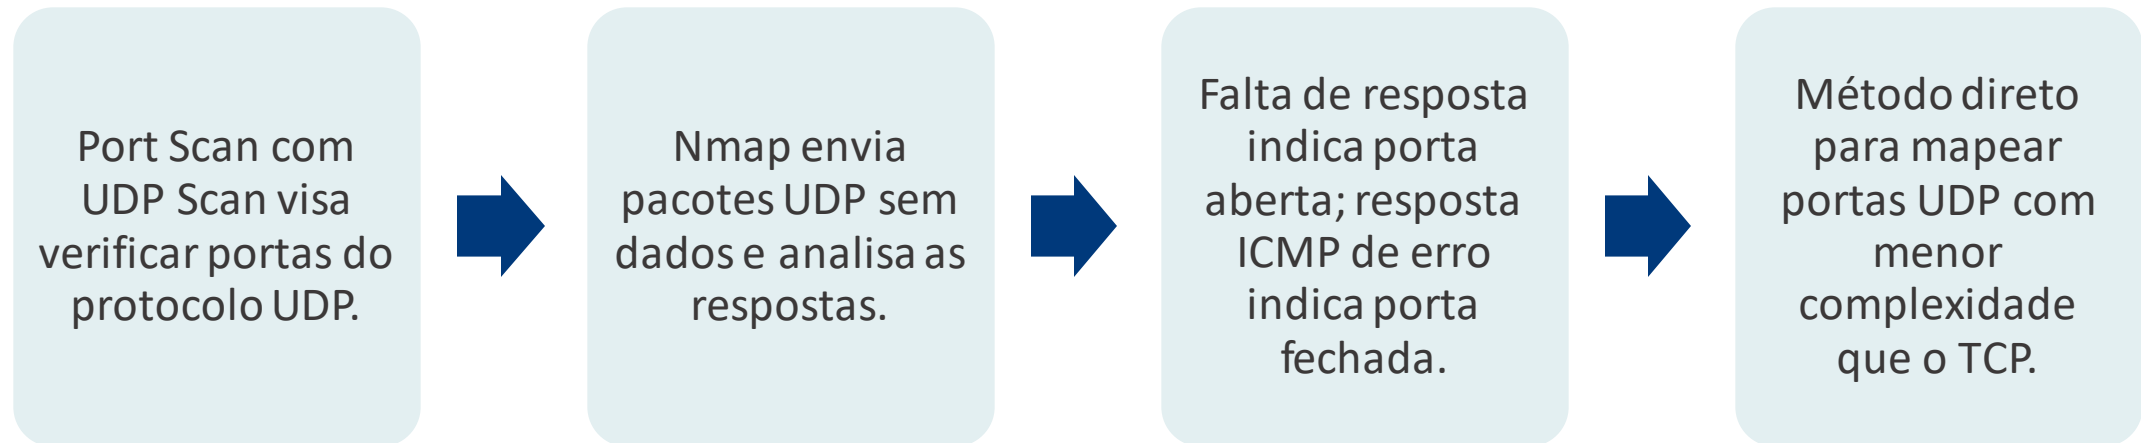 Port Scan com
UDP Scan visa
verificar portas do
protocolo UDP.
Nmap envia
pacotes UDP sem
dados e analisa as
respostas.
Falta de resposta
indica porta
aberta; resposta
ICMP de erro
indica porta
fechada.
Método direto
para mapear
portas UDP com
menor
complexidade
que o TCP.